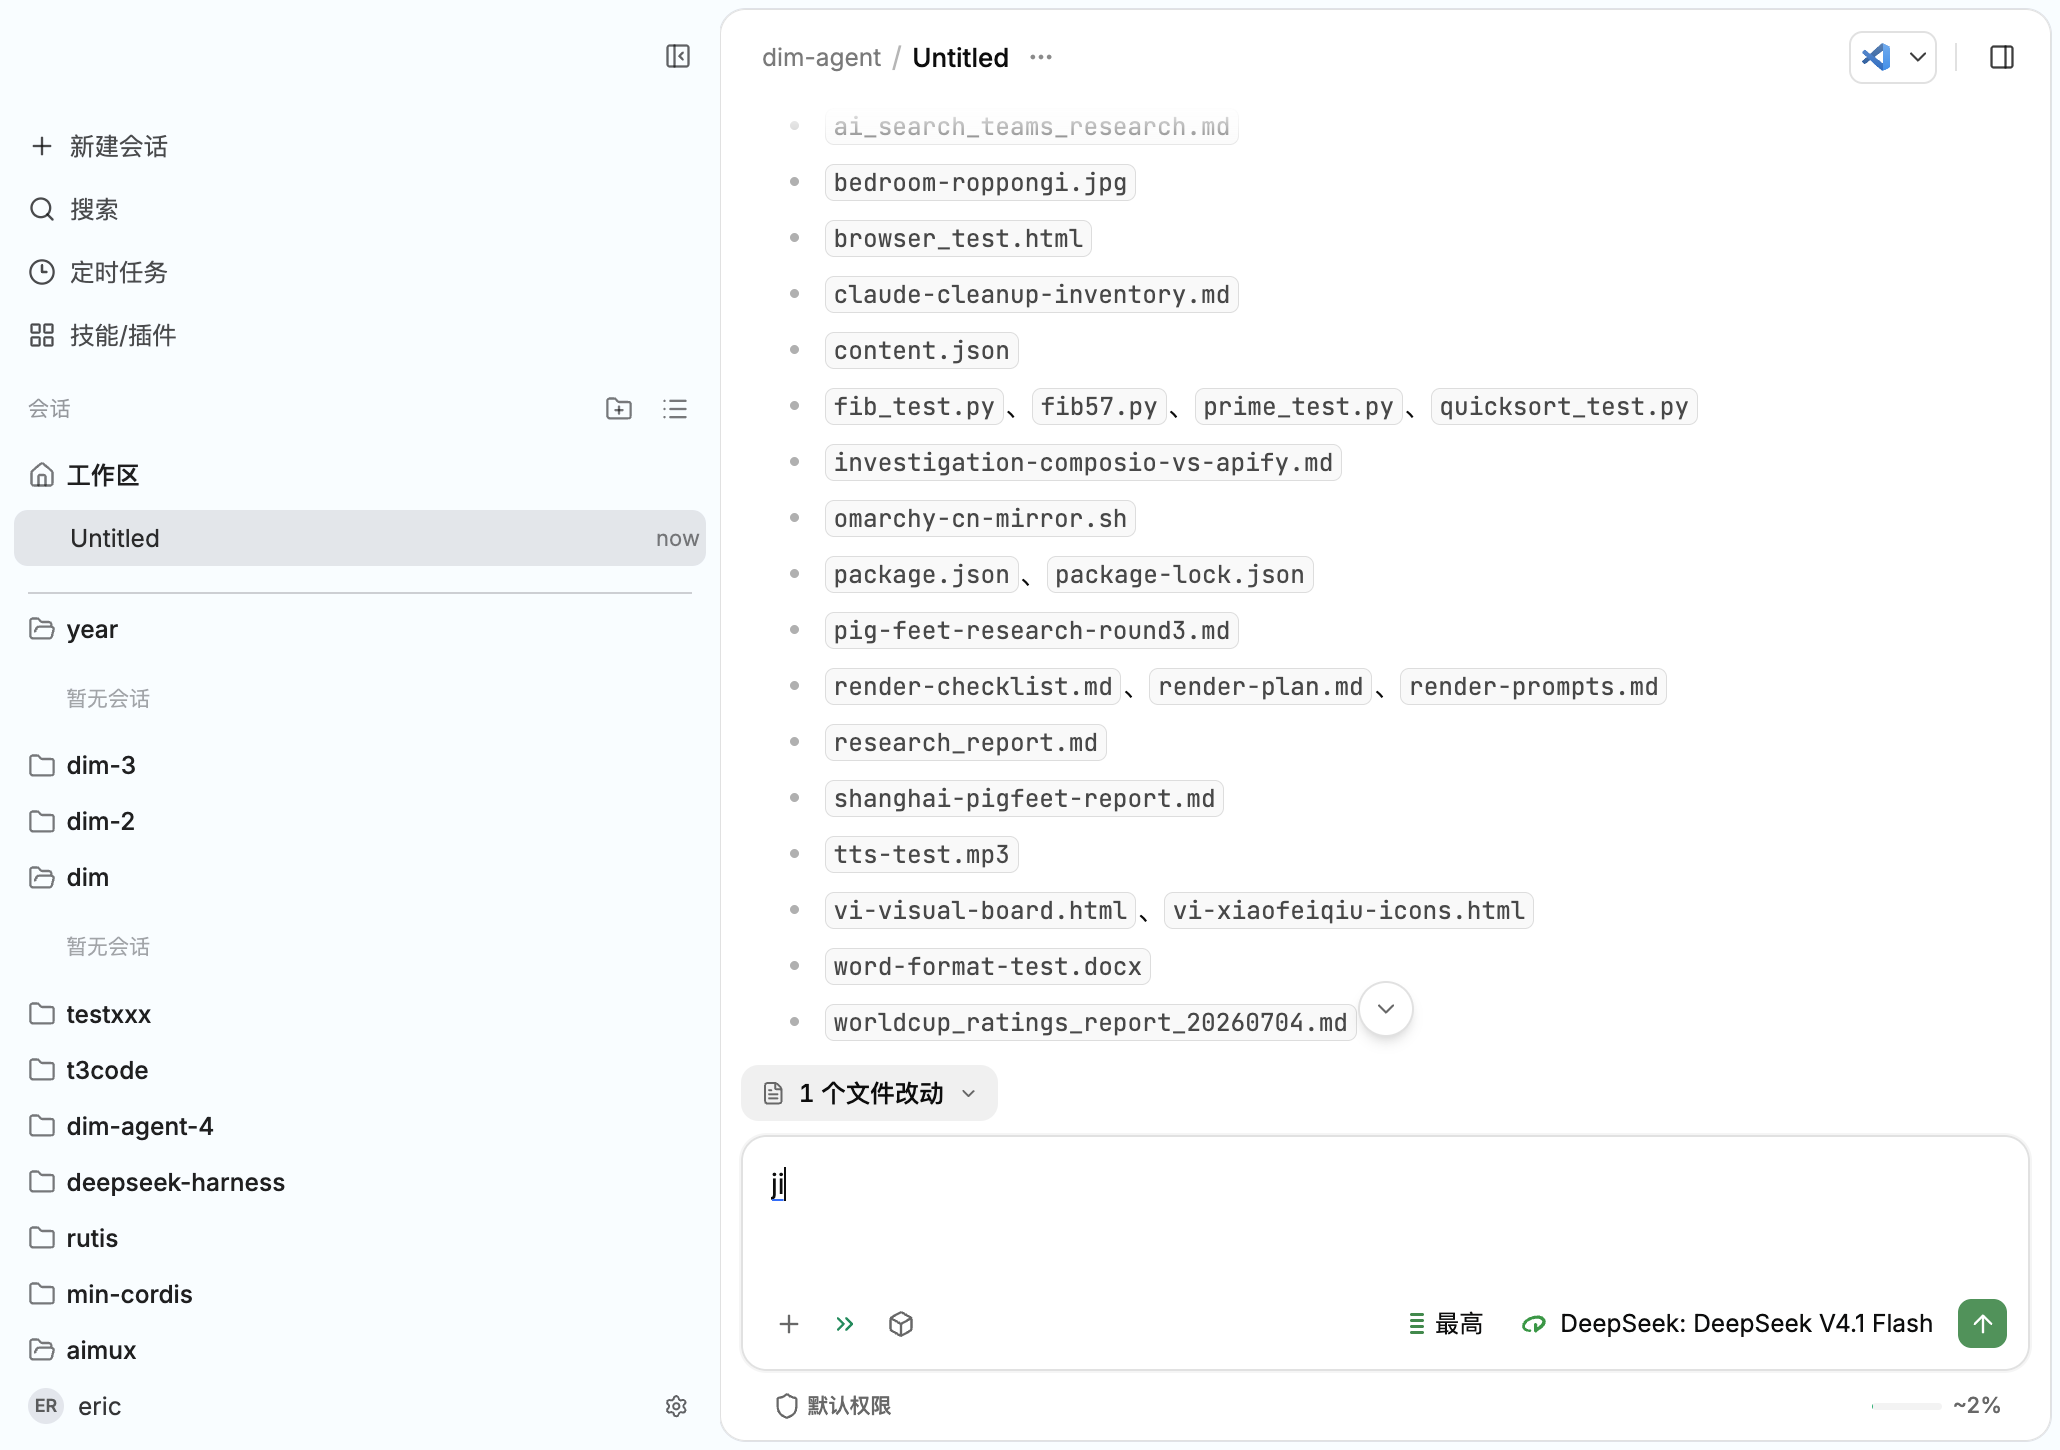 新建会话
搜索
定时任务
技能/插件
会话
工作区
Untitled now
year
暂无会话
dim-3
dim-2
dim
暂无会话
testxxx
t3code
dim-agent-4
deepseek-harness
rutis
min-cordis
aimux
ER eric
dim-agent / Untitled ···
ai_search_teams_research.md
bedroom-roppongi.jpg
browser_test.html
claude-cleanup-inventory.md
content.json
fib_test.py、fib57.py、prime_test.py、quicksort_test.py
investigation-composio-vs-apify.md
omarchy-cn-mirror.sh
package.json、package-lock.json
pig-feet-research-round3.md
render-checklist.md、render-plan.md、render-prompts.md
research_report.md
shanghai-pigfeet-report.md
tts-test.mp3
vi-visual-board.html、vi-xiaofeiqiu-icons.html
word-format-test.docx
worldcup_ratings_report_20260704.md
1 个文件改动
ji
最高 DeepSeek: DeepSeek V4.1 Flash
默认权限 ~2%